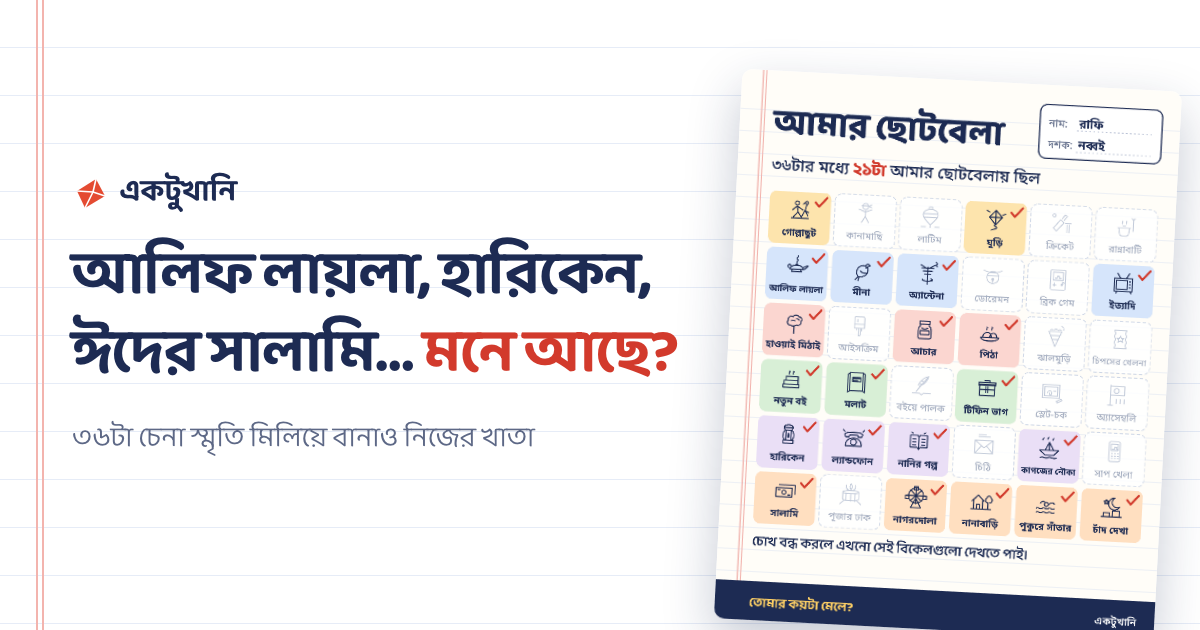 একটুখানি
আলিফ লায়লা, হারিকেন,
ঈদের সালামি... মনে আছে?
৩৬টা চেনা স্মৃতি মিলিয়ে বানাও নিজের খাতা
আমার ছোটবেলা
নাম: রাফি
দশক: নব্বই
৩৬টার মধ্যে ২১টা আমার ছোটবেলায় ছিল
গোল্লাছুট কানামাছি লাটিম ঘুড়ি ক্রিকেট রান্নাবাটি
আলিফ লায়লা মীনা অ্যান্টেনা ডোরেমন ব্রিক গেম ইত্যাদি
হাওয়াই মিঠাই আইসক্রিম আচার পিঠা ঝালমুড়ি চিপসের খেলনা
নতুন বই মলাট বইয়ে পালক টিফিন ভাগ স্লেট-চক অ্যাসেম্বলি
হারিকেন ল্যান্ডফোন নানির গল্প চিঠি কাগজের নৌকা সাপ খেলা
সালামি পূজার ঢাক নাগরদোলা নানাবাড়ি পুকুরে সাঁতার চাঁদ দেখা
চোখ বন্ধ করলে এখনো সেই বিকেলগুলো দেখতে পাই।
তোমার কয়টা মেলে?
একটুখানি